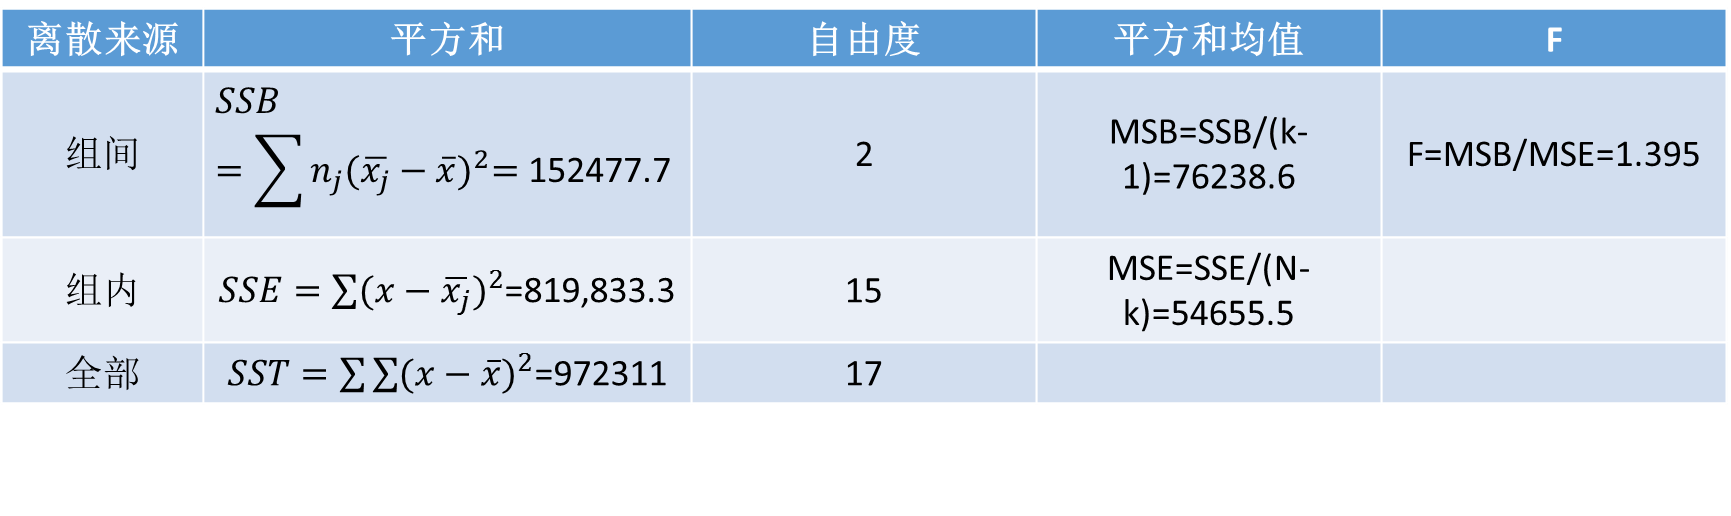 离散来源 平方和 自由度 平方和均值 F
组间
SSB
= ∑ nⱼ(x̄ⱼ − x̄)²= 152477.7
2
MSB=SSB/(k-
1)=76238.6
F=MSB/MSE=1.395
组内
SSE = ∑(x − x̄ⱼ)²=819,833.3
15
MSE=SSE/(N-
k)=54655.5
全部
SST = ∑ ∑(x − x̄)²=972311
17